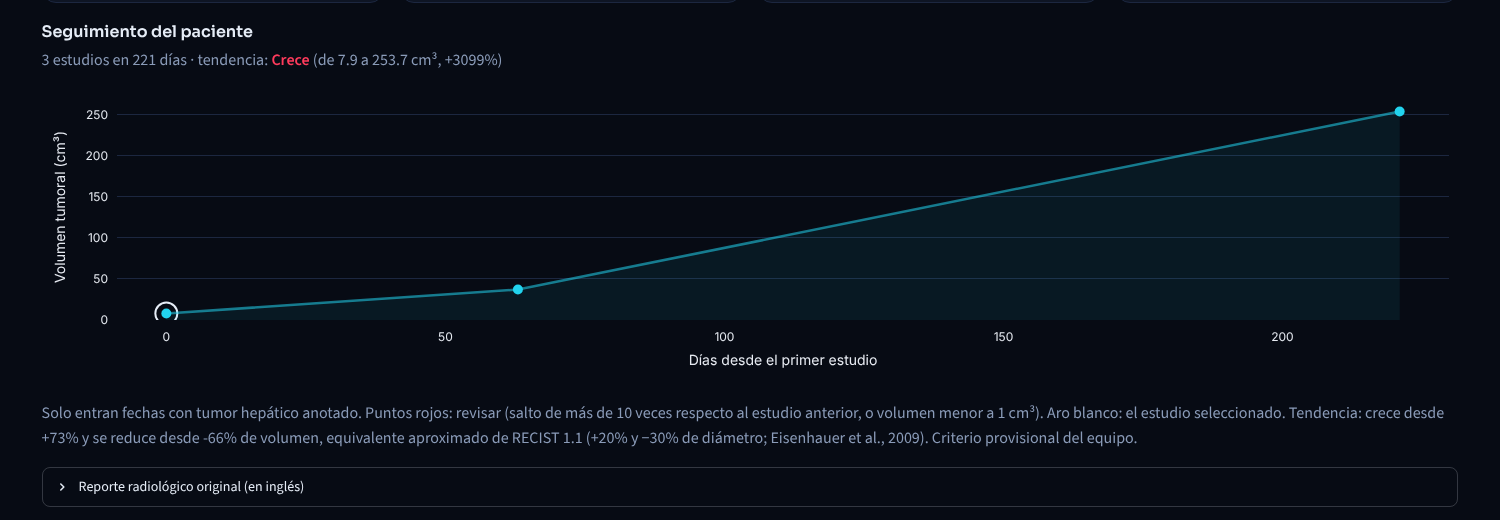 Seguimiento del paciente
3 estudios en 221 días · tendencia: Crece (de 7.9 a 253.7 cm³, +3099%)
250
200
150
100
50
0
Volumen tumoral (cm³)
0
50
100
150
200
Días desde el primer estudio
Solo entran fechas con tumor hepático anotado. Puntos rojos: revisar (salto de más de 10 veces respecto al estudio anterior, o volumen menor a 1 cm³). Aro blanco: el estudio seleccionado. Tendencia: crece desde
+73% y se reduce desde -66% de volumen, equivalente aproximado de RECIST 1.1 (+20% y −30% de diámetro; Eisenhauer et al., 2009). Criterio provisional del equipo.
Reporte radiológico original (en inglés)